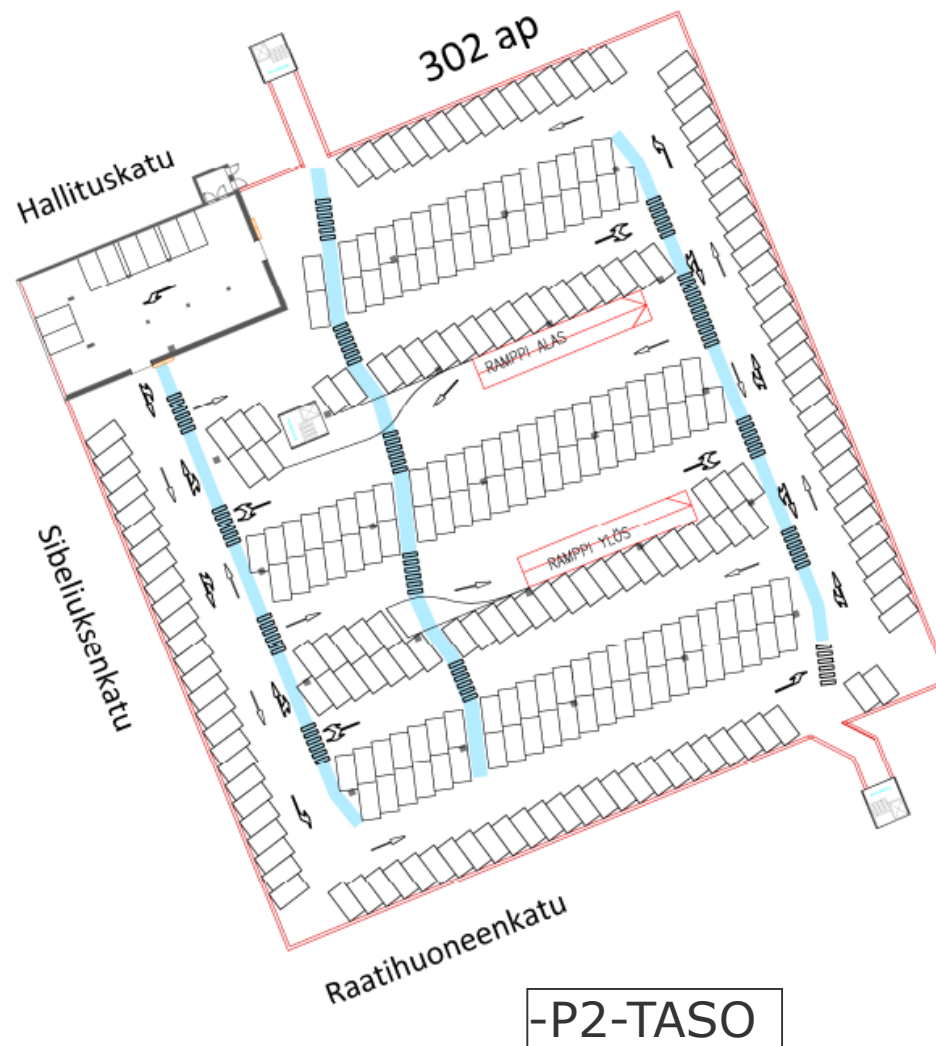 302 ap
Hallituskatu
RAMPPI ALAS
Sibeliuksenkatu
RAMPPI YLÖS
Raatihuoneenkatu
-P2-TASO